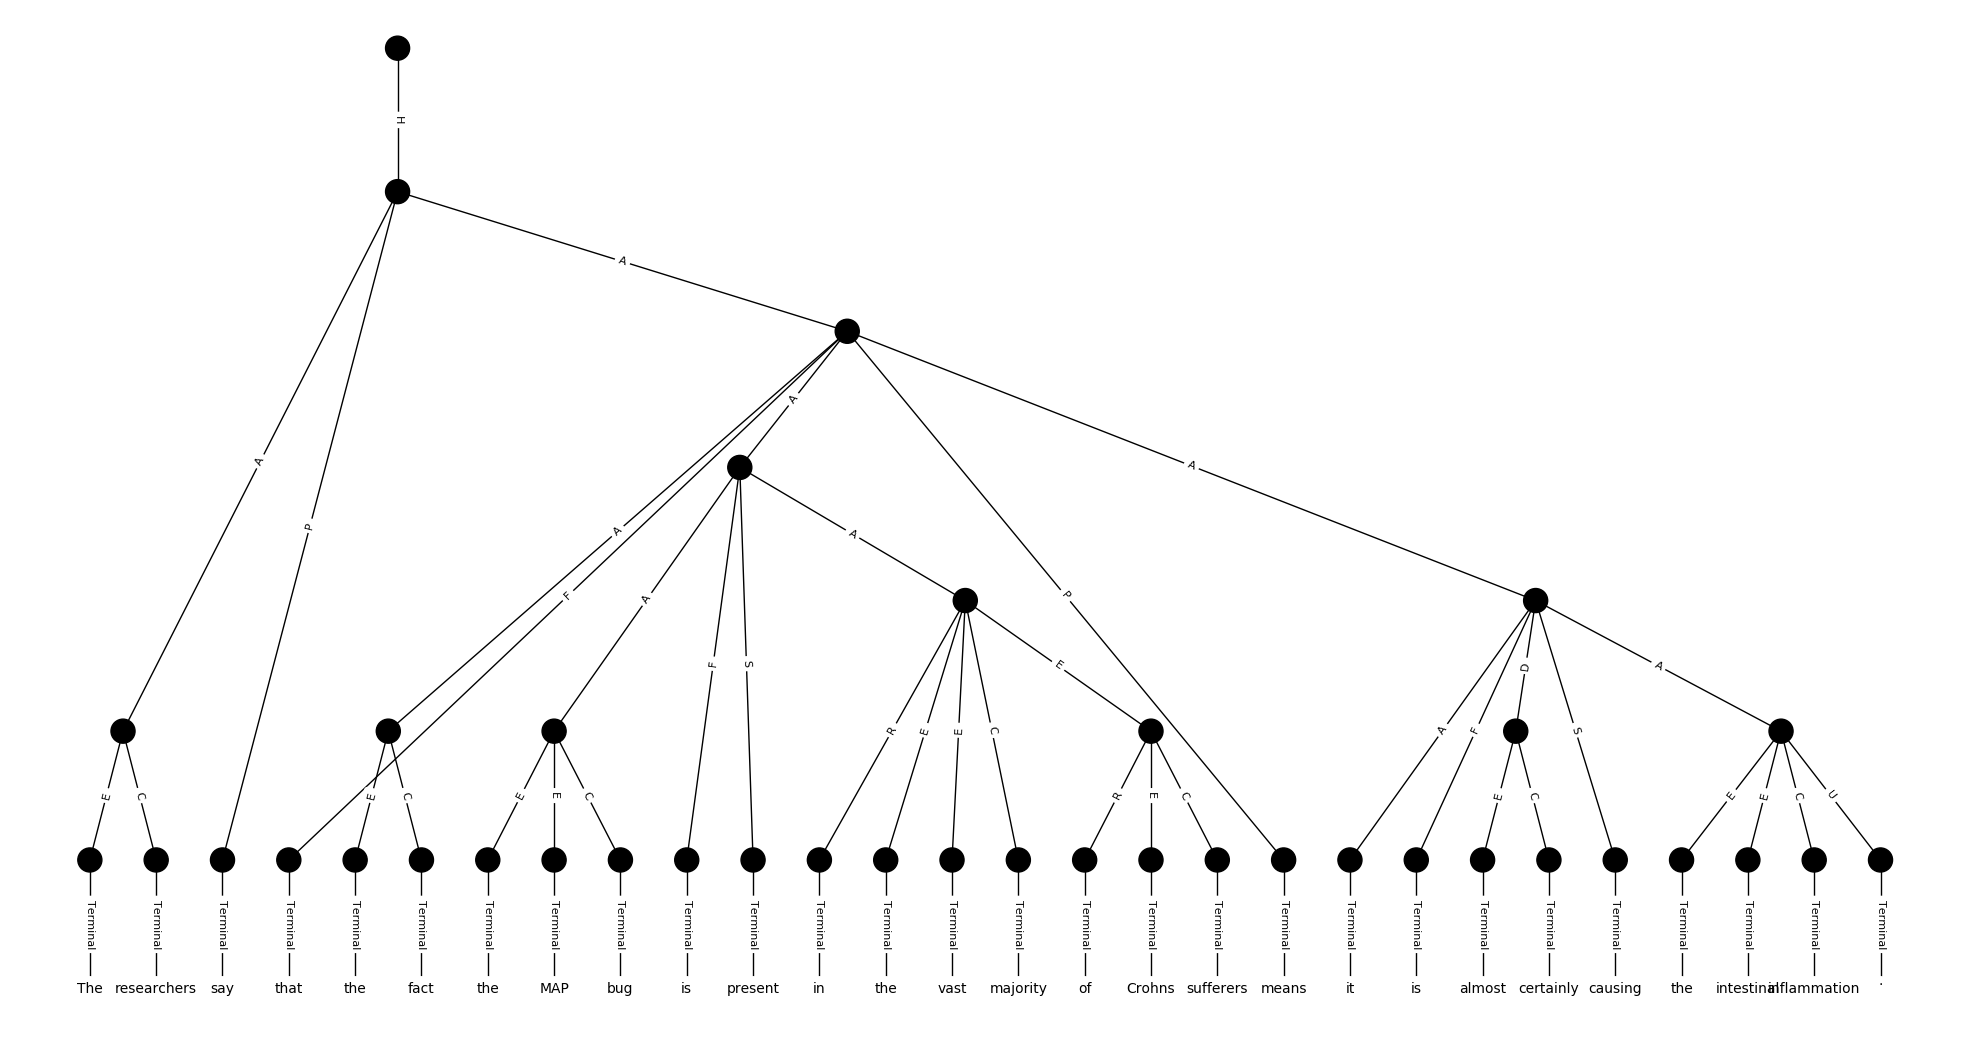 H
A
A
A
A
P
A
F
A
A
P
F
S
E
A
D
R
E
E
C
A
F
S
E
C
E
C
E
E
C
R
E
C
E
C
E
E
C
U
Terminal Terminal Terminal Terminal Terminal Terminal Terminal Terminal Terminal Terminal Terminal Terminal Terminal Terminal Terminal Terminal Terminal Terminal Terminal Terminal Terminal Terminal Terminal Terminal Terminal Terminal Terminal Terminal
The researchers say that the fact the MAP bug is present in the vast majority of Crohns sufferers means it is almost certainly causing the intestinal inflammation .